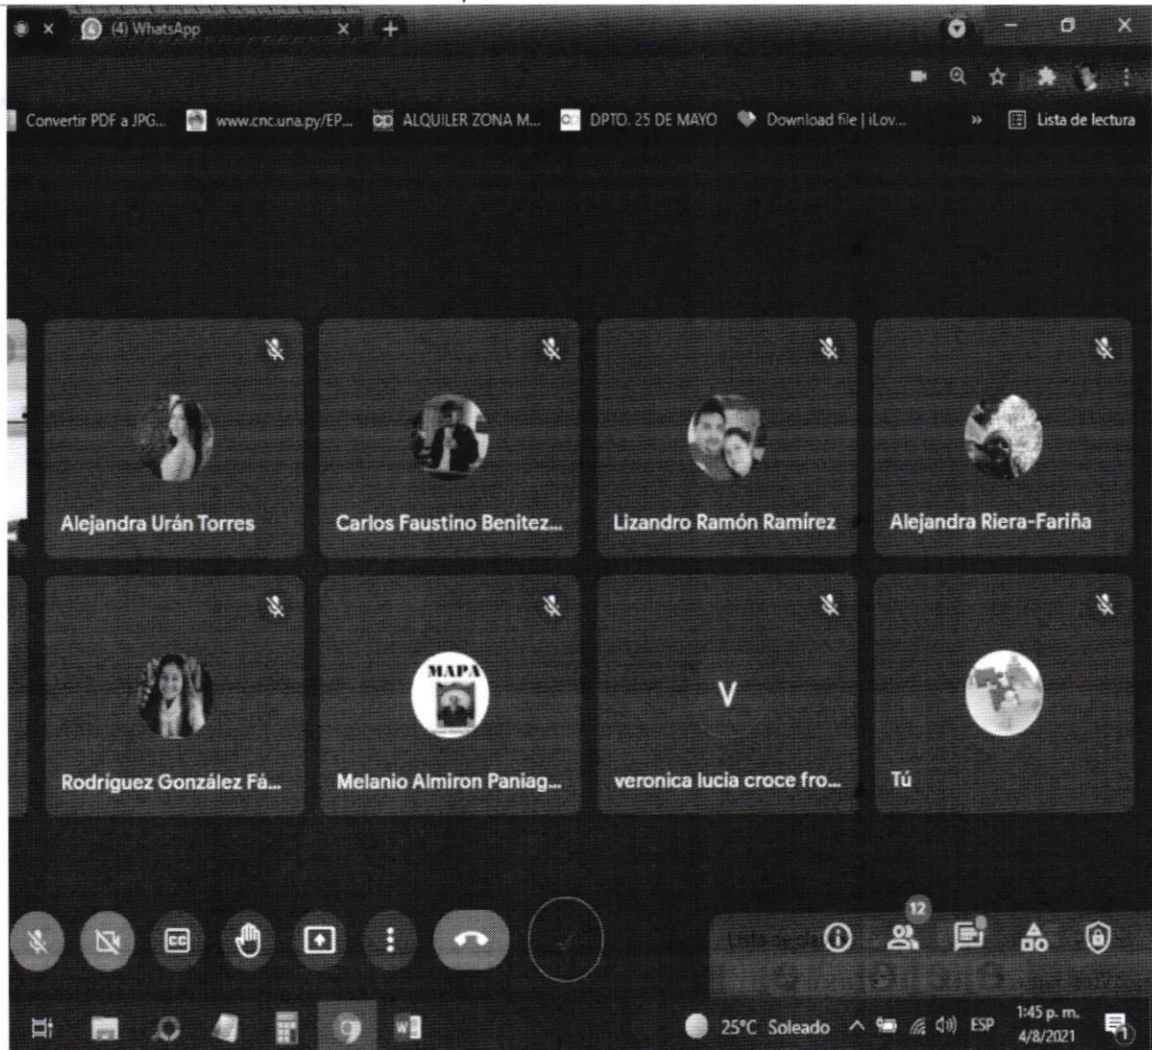 (4) WhatsApp
Convertir PDF a JPG... www.cnc.una.py/EP... ALQUILER ZONA M... DPTO. 25 DE MAYO Download file | iLov... » Lista de lectura
Alejandra Urán Torres Carlos Faustino Benitez... Lizandro Ramón Ramírez Alejandra Riera-Fariña
MAPA
V
Rodríguez González Fá... Melanio Almiron Paniag... veronica lucia croce fro... Tú
CC
12
25°C Soleado ESP 1:45 p. m.
4/8/2021
1